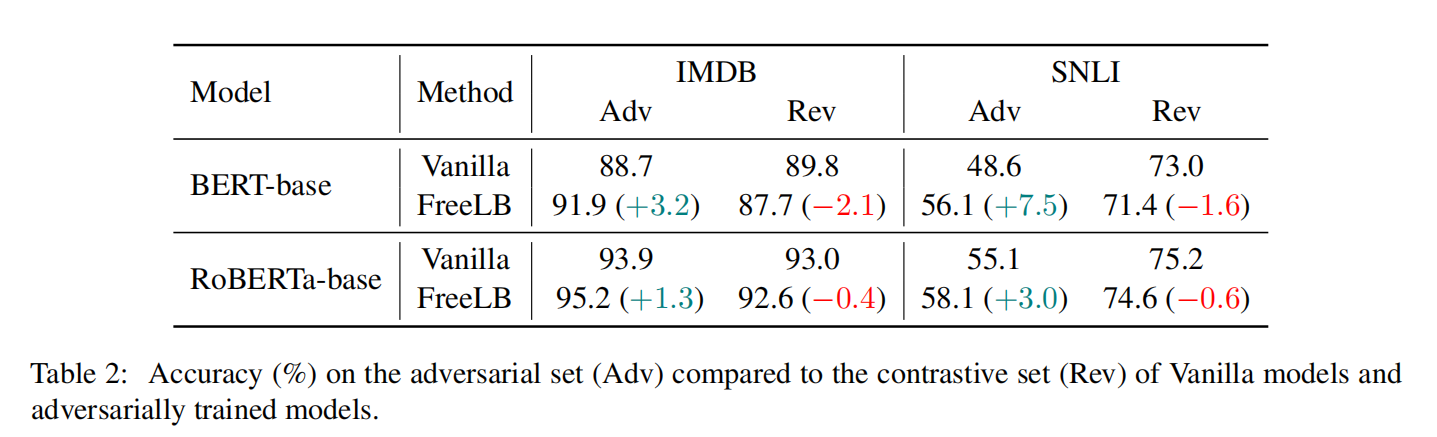 Model Method IMDB SNLI
Adv Rev Adv Rev
BERT-base Vanilla 88.7 89.8 48.6 73.0
FreeLB 91.9 (+3.2) 87.7 (−2.1) 56.1 (+7.5) 71.4 (−1.6)
RoBERTa-base Vanilla 93.9 93.0 55.1 75.2
FreeLB 95.2 (+1.3) 92.6 (−0.4) 58.1 (+3.0) 74.6 (−0.6)
Table 2: Accuracy (%) on the adversarial set (Adv) compared to the contrastive set (Rev) of Vanilla models and
adversarially trained models.